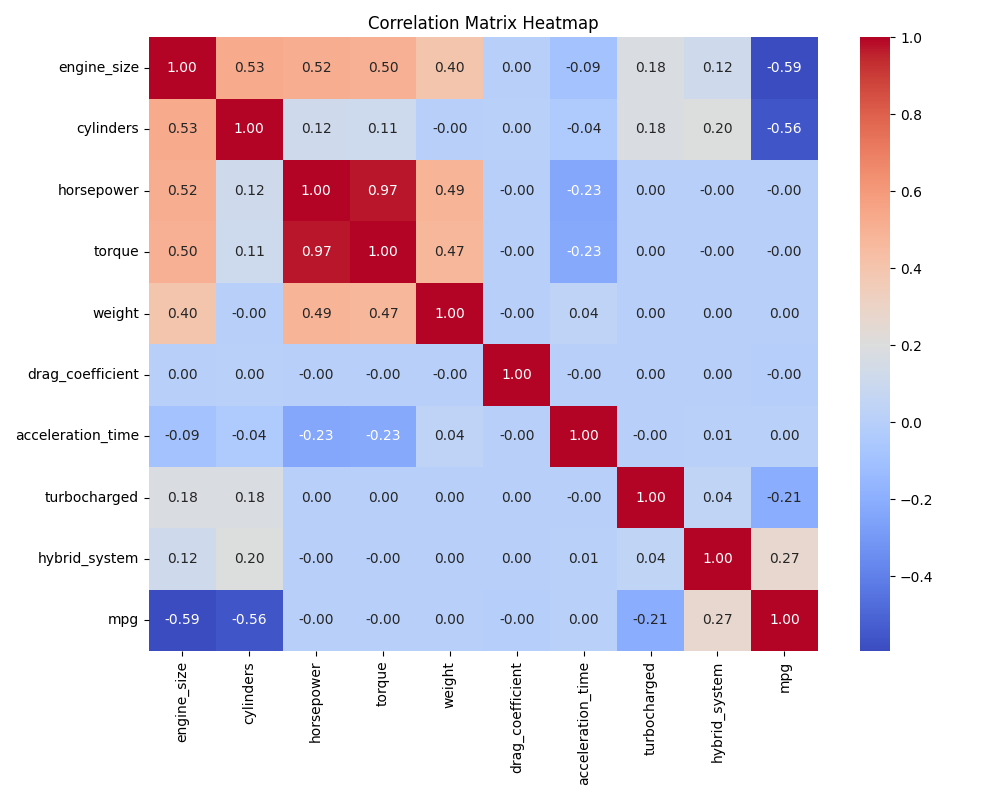 Correlation Matrix Heatmap
engine_size 1.00 0.53 0.52 0.50 0.40 0.00 -0.09 0.18 0.12 -0.59
cylinders 0.53 1.00 0.12 0.11 -0.00 0.00 -0.04 0.18 0.20 -0.56
horsepower 0.52 0.12 1.00 0.97 0.49 -0.00 -0.23 0.00 -0.00 -0.00
torque 0.50 0.11 0.97 1.00 0.47 -0.00 -0.23 0.00 -0.00 -0.00
weight 0.40 -0.00 0.49 0.47 1.00 -0.00 0.04 0.00 0.00 0.00
drag_coefficient 0.00 0.00 -0.00 -0.00 -0.00 1.00 -0.00 0.00 0.00 -0.00
acceleration_time -0.09 -0.04 -0.23 -0.23 0.04 -0.00 1.00 -0.00 0.01 0.00
turbocharged 0.18 0.18 0.00 0.00 0.00 0.00 -0.00 1.00 0.04 -0.21
hybrid_system 0.12 0.20 -0.00 -0.00 0.00 0.00 0.01 0.04 1.00 0.27
mpg -0.59 -0.56 -0.00 -0.00 0.00 -0.00 0.00 -0.21 0.27 1.00
engine_size
cylinders
horsepower
torque
weight
drag_coefficient
acceleration_time
turbocharged
hybrid_system
mpg
1.0
0.8
0.6
0.4
0.2
0.0
−0.2
−0.4